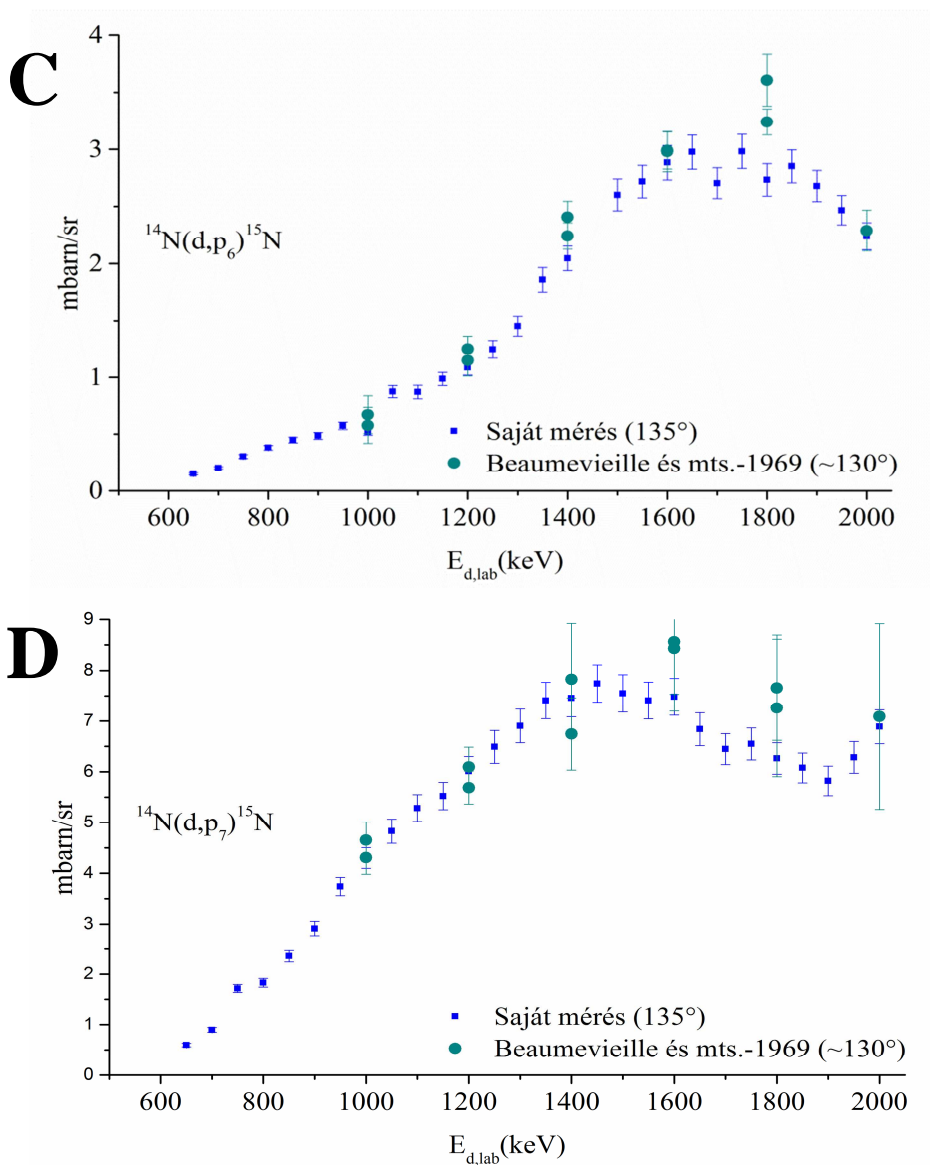 C
4
3
2
1
0
mbarn/sr
¹⁴N(d,p₆)¹⁵N
Saját mérés (135°)
Beaumevieille és mts.-1969 (~130°)
600 800 1000 1200 1400 1600 1800 2000
E_d,lab(keV)
D
9
8
7
6
5
4
3
2
1
0
mbarn/sr
¹⁴N(d,p₇)¹⁵N
Saját mérés (135°)
Beaumevieille és mts.-1969 (~130°)
600 800 1000 1200 1400 1600 1800 2000
E_d,lab(keV)